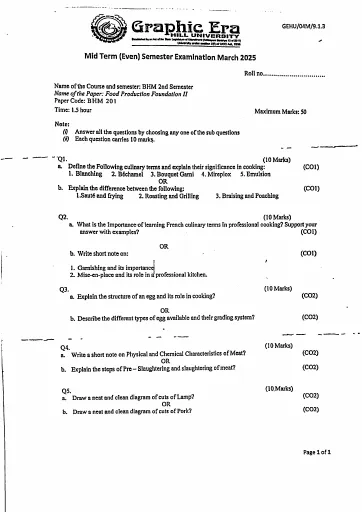 GEHU/04M/9.1.3
Graphic Era
HILL UNIVERSITY
Mid Term (Even) Semester Examination March 2025
Roll no..............................
Name of the Course and semester: BHM 2nd Semester
Name of the Paper: Food Production Foundation II
Paper Code: BHM 201
Time: 1.5 hour Maximum Marks: 50
Note:
(i) Answer all the questions by choosing any one of the sub questions
(ii) Each question carries 10 marks.
Q1. (10 Marks)
a. Define the Following culinary terms and explain their significance in cooking: (CO1)
1. Blanching 2. Béchamel 3. Bouquet Garni 4. Mirepiox 5. Emulsion
OR
b. Explain the difference between the following: (CO1)
1.Sauté and frying 2. Roasting and Grilling 3. Braising and Poaching
Q2. (10 Marks)
a. What is the Importance of learning French culinary terms in professional cooking? Support your
answer with examples? (CO1)
OR
b. Write short note on: (CO1)
1. Garnishing and its importance
2. Mise-en-place and its role in a professional kitchen.
Q3. (10 Marks)
a. Explain the structure of an egg and its role in cooking? (CO2)
OR
b. Describe the different types of egg available and their grading system? (CO2)
Q4. (10 Marks)
a. Write a short note on Physical and Chemical Characteristics of Meat? (CO2)
OR
b. Explain the steps of Pre – Slaughtering and slaughtering of meat? (CO2)
Q5. (10 Marks)
a. Draw a neat and clean diagram of cuts of Lamp? (CO2)
OR
b. Draw a neat and clean diagram of cuts of Pork? (CO2)
Page 1 of 1